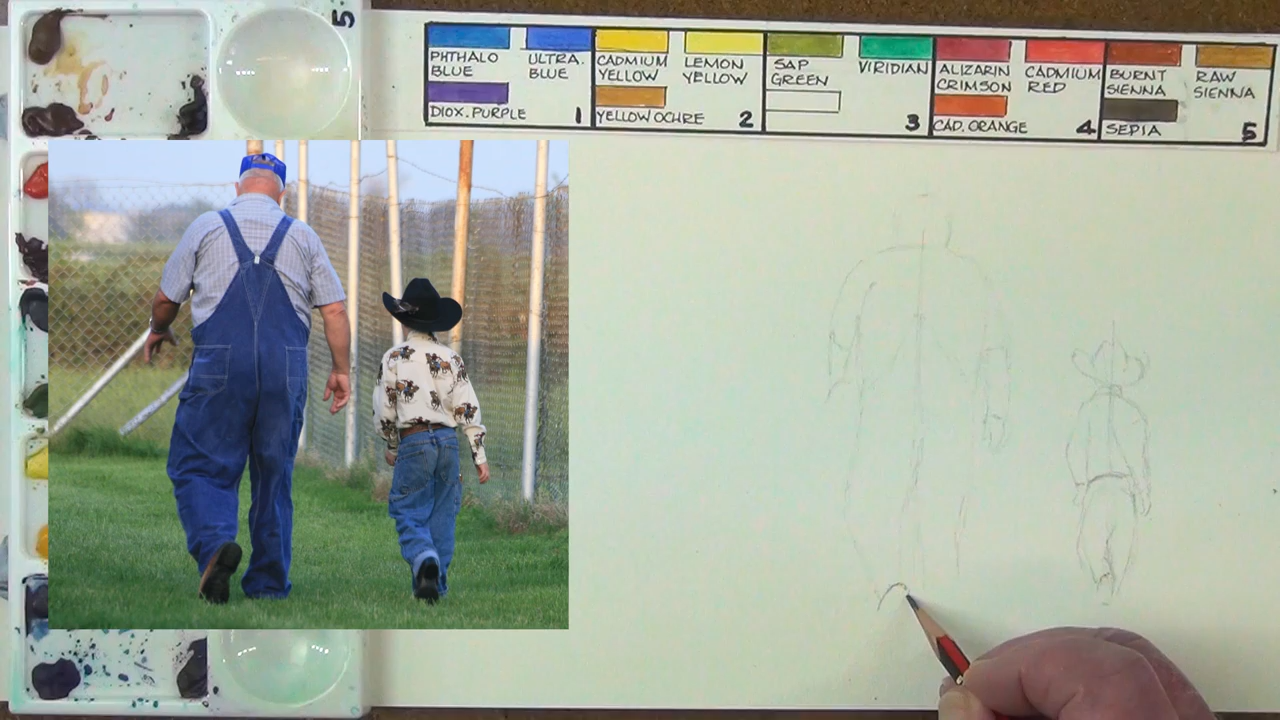 5
PHTHALO BLUE
ULTRA. BLUE
DIOX. PURPLE 1
CADMIUM YELLOW
LEMON YELLOW
YELLOW OCHRE 2
SAP GREEN
VIRIDIAN
3
ALIZARIN CRIMSON
CADMIUM RED
CAD. ORANGE 4
BURNT SIENNA
RAW SIENNA
SEPIA 5